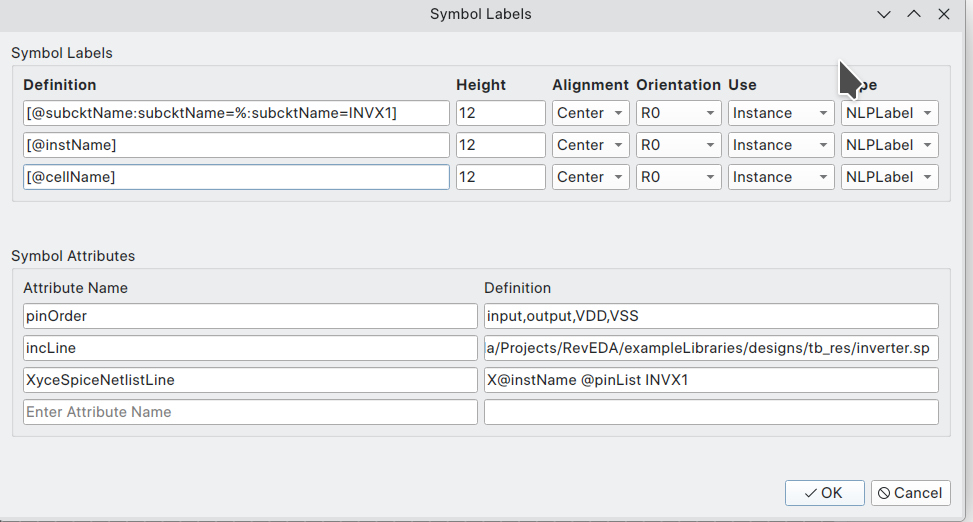 Symbol Labels
Symbol Labels
Definition Height Alignment Orientation Use
[@subcktName:subcktName=%:subcktName=INVX1] 12 Center R0 Instance NLPLabel
[@instName] 12 Center R0 Instance NLPLabel
[@cellName] 12 Center R0 Instance NLPLabel
Symbol Attributes
Attribute Name Definition
pinOrder input,output,VDD,VSS
incLine a/Projects/RevEDA/exampleLibraries/designs/tb_res/inverter.sp
XyceSpiceNetlistLine X@instName @pinList INVX1
Enter Attribute Name
OK Cancel